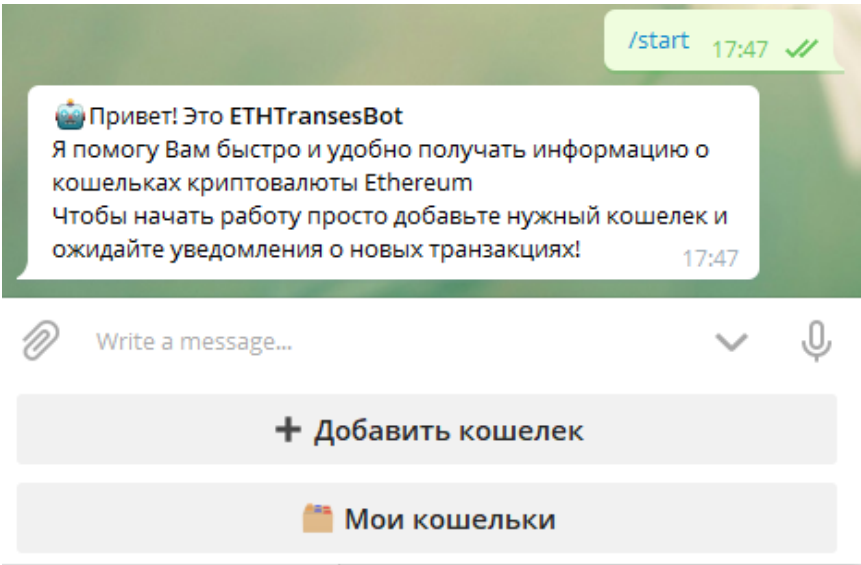 /start 17:47
Привет! Это ETHTransesBot
Я помогу Вам быстро и удобно получать информацию о
кошельках криптовалюты Ethereum
Чтобы начать работу просто добавьте нужный кошелек и
ожидайте уведомления о новых транзакциях!
17:47
Write a message...
Добавить кошелек
Мои кошельки